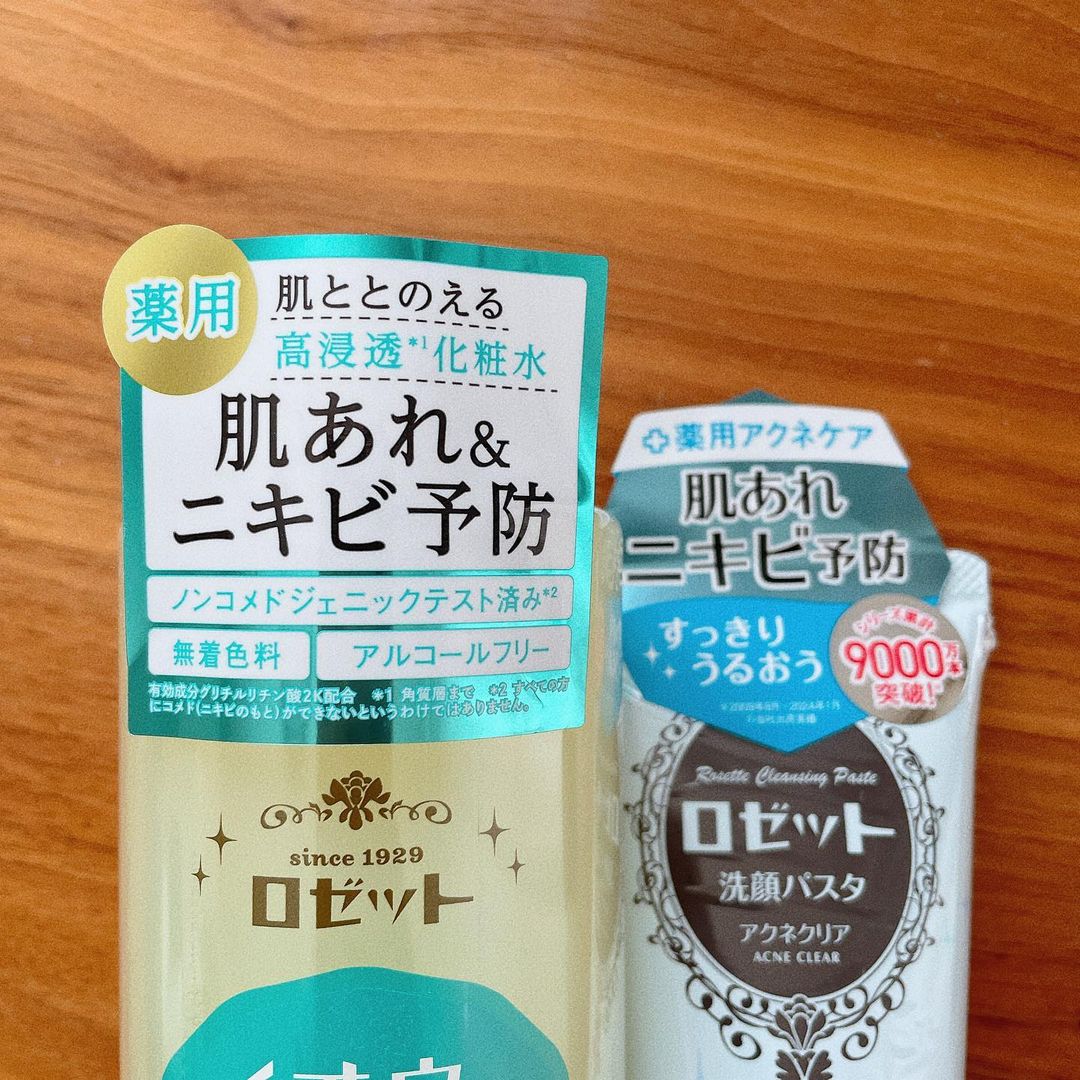 薬用
肌ととのえる
高浸透*1化粧水
肌あれ&
ニキビ予防
ノンコメドジェニックテスト済み*2
無着色料
アルコールフリー
有効成分グリチルリチン酸2K配合 *1 角質層まで *2 すべての方
にコメド(ニキビのもと)ができないというわけではありません。
since 1929
ロゼット
薬用アクネケア
肌あれ
ニキビ予防
すっきり
うるおう
シリーズ累計
9000万本
突破!
Rosette Cleansing Paste
ロゼット
洗顔パスタ
アクネクリア
ACNE CLEAR